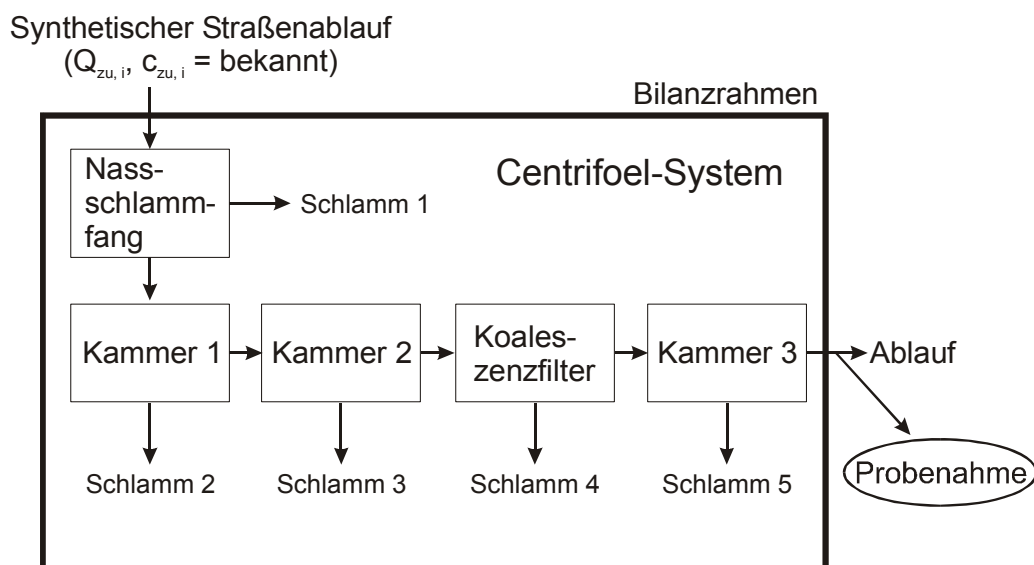 Synthetischer Straßenablauf
(Qzu, i, czu, i = bekannt)
Bilanzrahmen
Centrifoel-System
Nass-
schlamm-
fang
Schlamm 1
Kammer 1
Kammer 2
Koales-
zenzfilter
Kammer 3
Ablauf
Schlamm 2
Schlamm 3
Schlamm 4
Schlamm 5
Probenahme